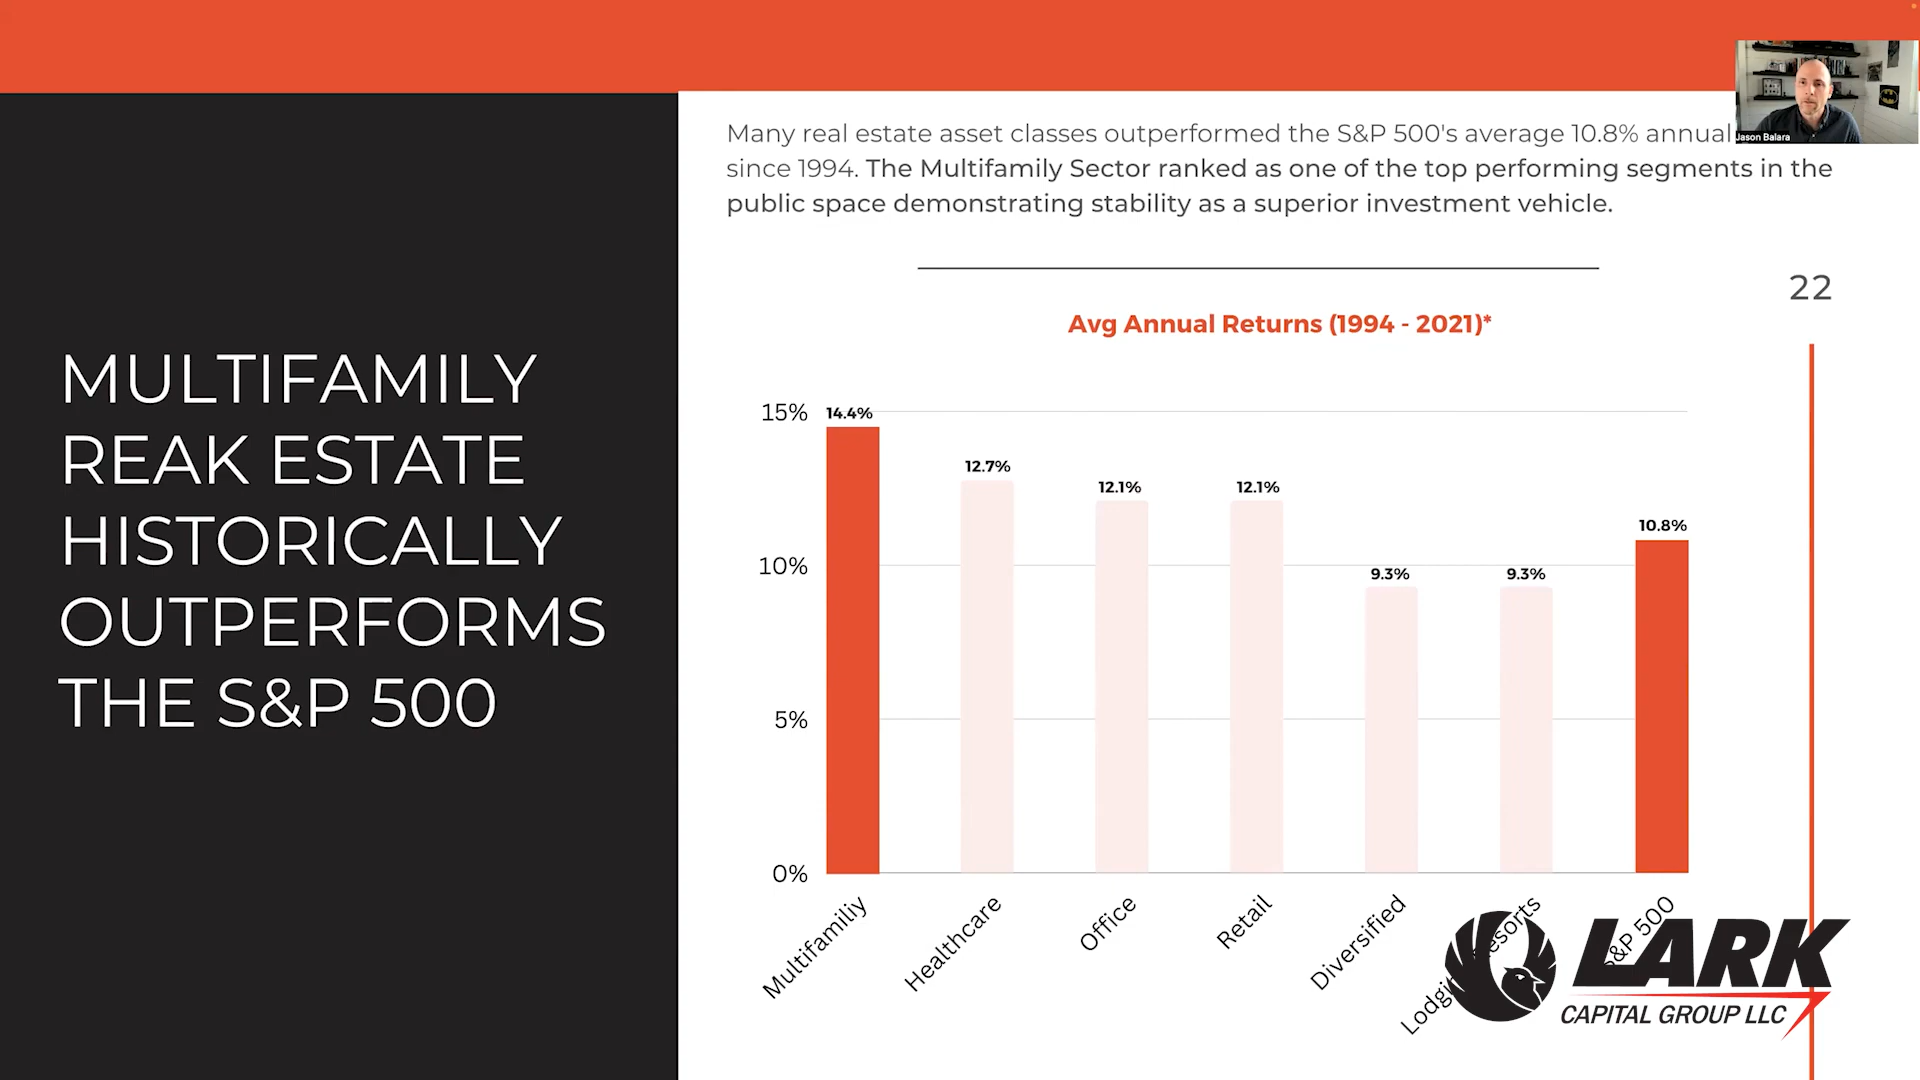 Jason Balara
Many real estate asset classes outperformed the S&P 500's average 10.8% annual
since 1994. The Multifamily Sector ranked as one of the top performing segments in the
public space demonstrating stability as a superior investment vehicle.
22
MULTIFAMILY
REAK ESTATE
HISTORICALLY
OUTPERFORMS
THE S&P 500
Avg Annual Returns (1994 - 2021)*
15%
10%
5%
0%
14.4%
12.7%
12.1%
12.1%
9.3%
9.3%
10.8%
Multifamiliy
Healthcare
Office
Retail
Diversified
S&P 500
LARK
CAPITAL GROUP LLC